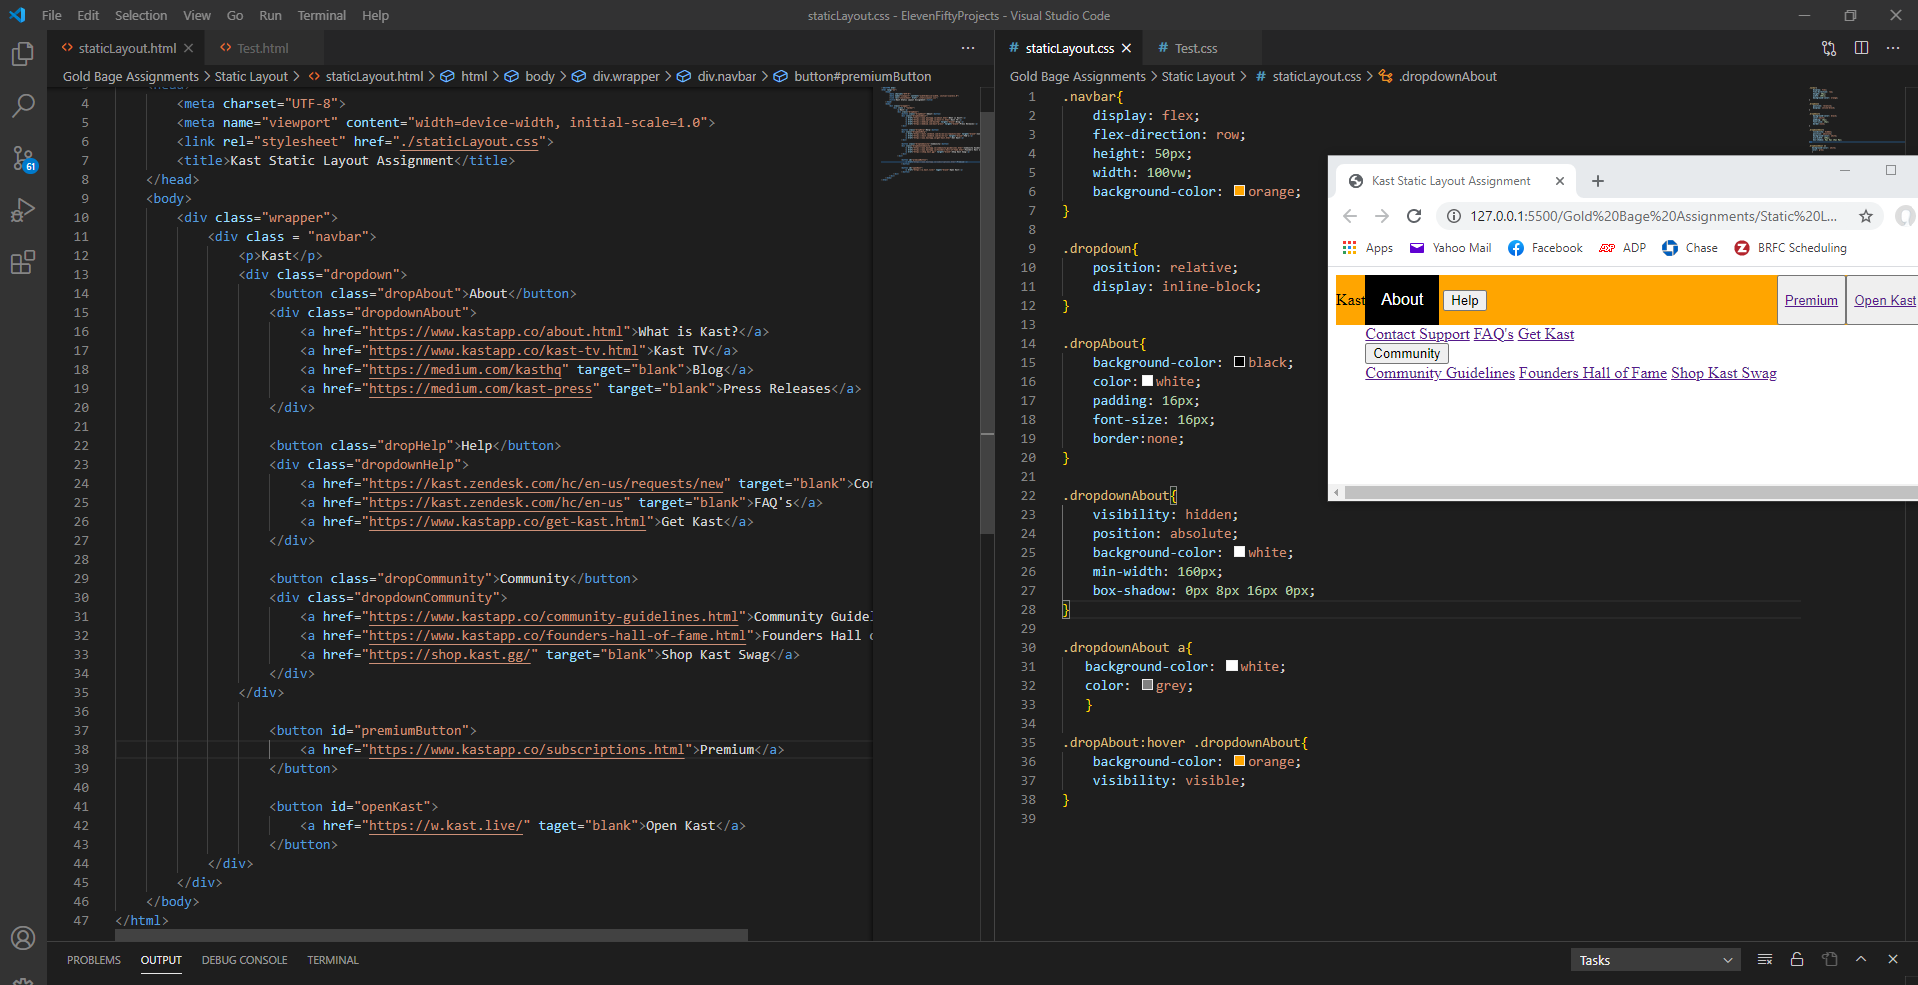 File Edit Selection View Go Run Terminal Help
staticLayout.css - ElevenFiftyProjects - Visual Studio Code
staticLayout.html
Test.html
Gold Bage Assignments > Static Layout > staticLayout.html > html > body > div.wrapper > div.navbar > button#premiumButton
3 <head>
4 <meta charset="UTF-8">
5 <meta name="viewport" content="width=device-width, initial-scale=1.0">
6 <link rel="stylesheet" href="./staticLayout.css">
7 <title>Kast Static Layout Assignment</title>
8 </head>
9 <body>
10 <div class="wrapper">
11 <div class = "navbar">
12 <p>Kast</p>
13 <div class="dropdown">
14 <button class="dropAbout">About</button>
15 <div class="dropdownAbout">
16 <a href="https://www.kastapp.co/about.html">What is Kast?</a>
17 <a href="https://www.kastapp.co/kast-tv.html">Kast TV</a>
18 <a href="https://medium.com/kasthq" target="blank">Blog</a>
19 <a href="https://medium.com/kast-press" target="blank">Press Releases</a>
20 </div>
21
22 <button class="dropHelp">Help</button>
23 <div class="dropdownHelp">
24 <a href="https://kast.zendesk.com/hc/en-us/requests/new" target="blank">Con
25 <a href="https://kast.zendesk.com/hc/en-us" target="blank">FAQ's</a>
26 <a href="https://www.kastapp.co/get-kast.html">Get Kast</a>
27 </div>
28
29 <button class="dropCommunity">Community</button>
30 <div class="dropdownCommunity">
31 <a href="https://www.kastapp.co/community-guidelines.html">Community Guidel
32 <a href="https://www.kastapp.co/founders-hall-of-fame.html">Founders Hall o
33 <a href="https://shop.kast.gg/" target="blank">Shop Kast Swag</a>
34 </div>
35 </div>
36
37 <button id="premiumButton">
38 <a href="https://www.kastapp.co/subscriptions.html">Premium</a>
39 </button>
40
41 <button id="openKast">
42 <a href="https://w.kast.live/" taget="blank">Open Kast</a>
43 </button>
44 </div>
45 </div>
46 </body>
47 </html>
61
staticLayout.css
Test.css
Gold Bage Assignments > Static Layout > staticLayout.css > .dropdownAbout
1 .navbar{
2 display: flex;
3 flex-direction: row;
4 height: 50px;
5 width: 100vw;
6 background-color: orange;
7 }
8
9 .dropdown{
10 position: relative;
11 display: inline-block;
12 }
13
14 .dropAbout{
15 background-color: black;
16 color: white;
17 padding: 16px;
18 font-size: 16px;
19 border:none;
20 }
21
22 .dropdownAbout{
23 visibility: hidden;
24 position: absolute;
25 background-color: white;
26 min-width: 160px;
27 box-shadow: 0px 8px 16px 0px;
28 }
29
30 .dropdownAbout a{
31 background-color: white;
32 color: grey;
33 }
34
35 .dropAbout:hover .dropdownAbout{
36 background-color: orange;
37 visibility: visible;
38 }
39
Kast Static Layout Assignment
127.0.0.1:5500/Gold%20Bage%20Assignments/Static%20L...
Apps Yahoo Mail Facebook ADP Chase BRFC Scheduling
Kast About Help Premium Open Kast
Contact Support FAQ's Get Kast
Community
Community Guidelines Founders Hall of Fame Shop Kast Swag
PROBLEMS OUTPUT DEBUG CONSOLE TERMINAL
Tasks